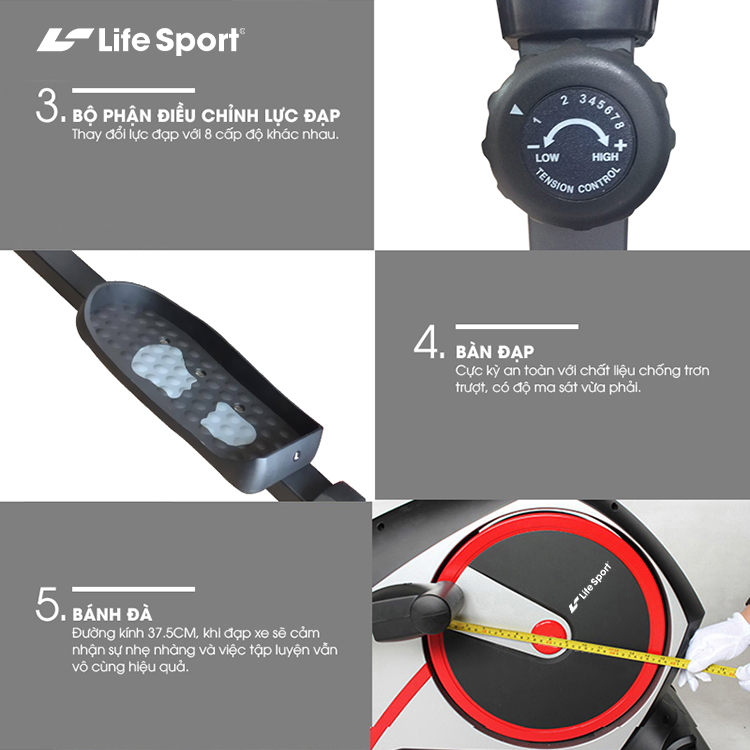 Life Sport
3. BỘ PHẬN ĐIỀU CHỈNH LỰC ĐẠP
Thay đổi lực đạp với 8 cấp độ khác nhau.
1 2 3 4 5 6 7 8
- +
LOW HIGH
TENSION CONTROL
4. BÀN ĐẠP
Cực kỳ an toàn với chất liệu chống trơn
trượt, có độ ma sát vừa phải.
L
5. BÁNH ĐÀ
Đường kính 37.5CM, khi đạp xe sẽ cảm
nhận sự nhẹ nhàng và việc tập luyện vẫn
vô cùng hiệu quả.
Life Sport